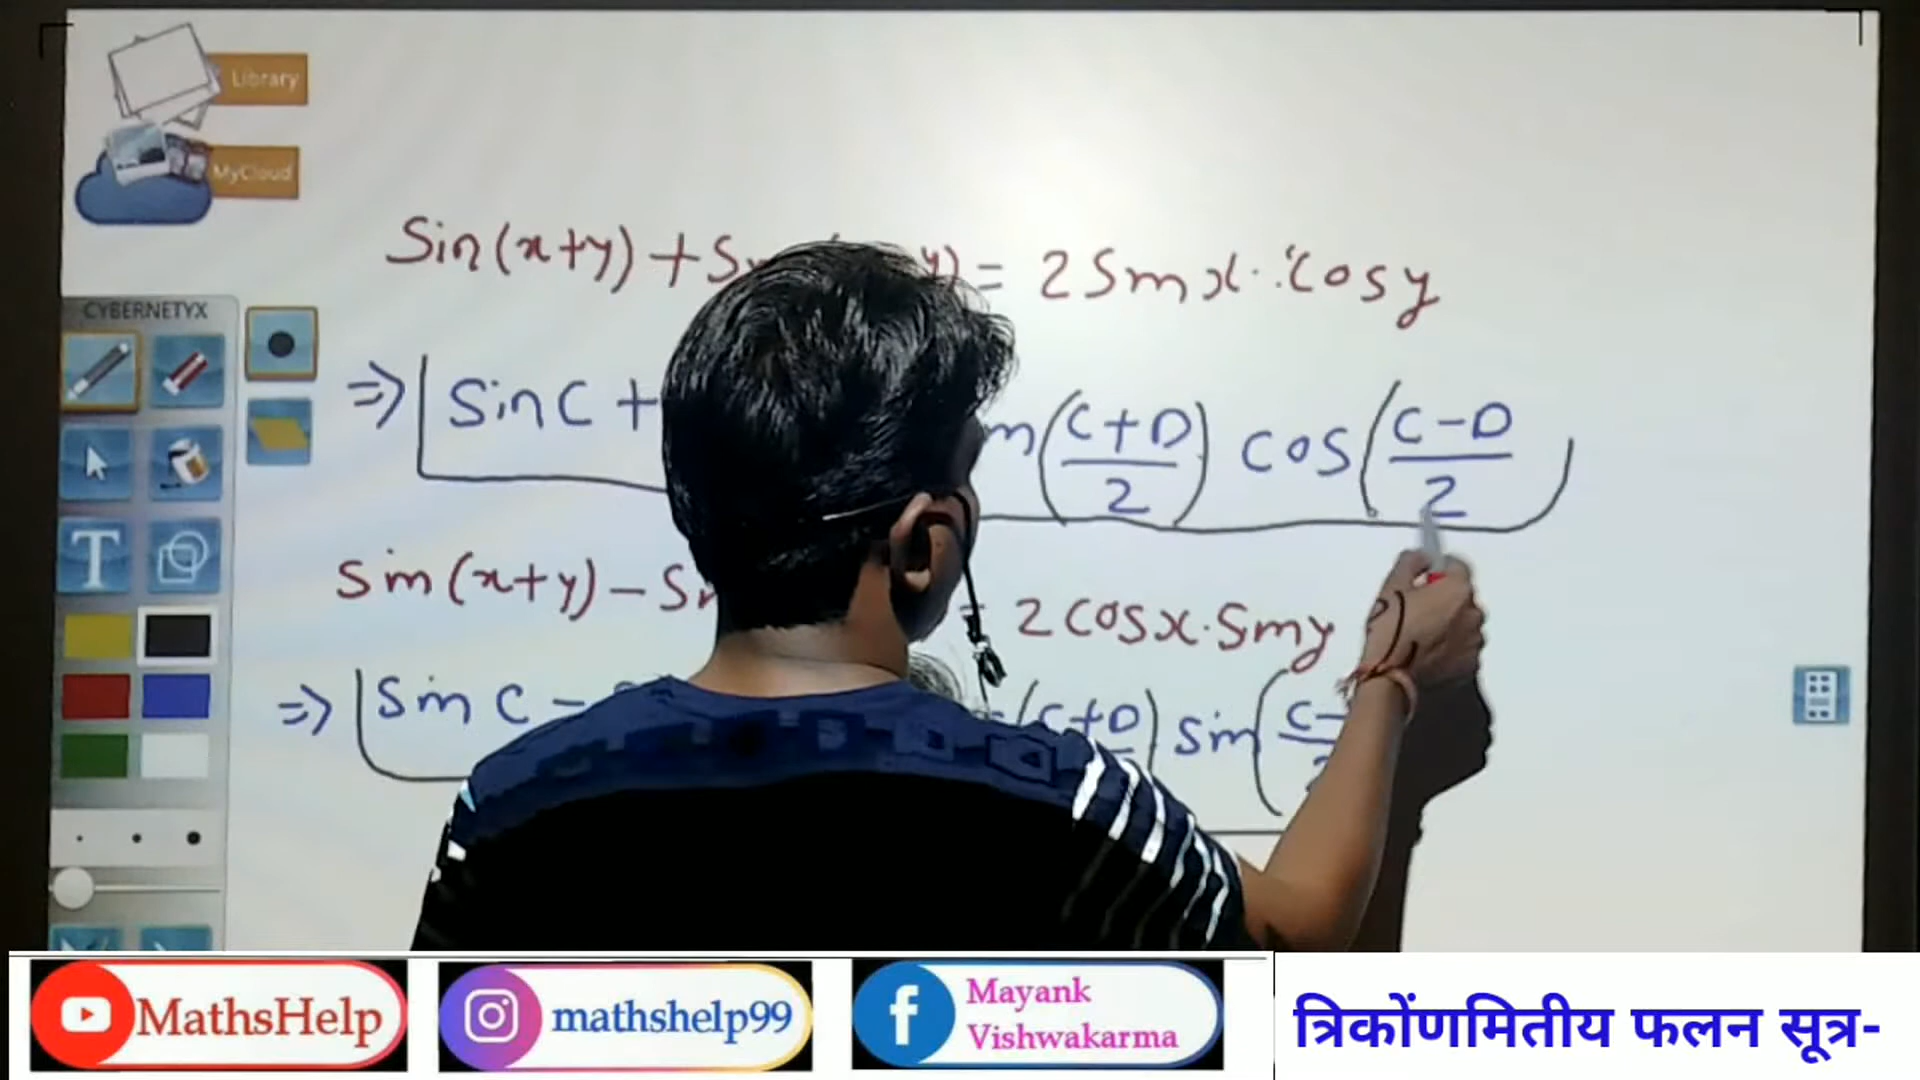 Library
MyCloud
CYBERNETYX
Sin(x+y)+S y)= 2Sinx.cosy
=> SinC + (C+D/2) cos(C-D/2
Sin(x+y)-S = 2cosx.Siny
=> Sin C - (C+D) sin(C-
T
MathsHelp
mathshelp99
Mayank
Vishwakarma
त्रिकोंणमितीय फलन सूत्र-